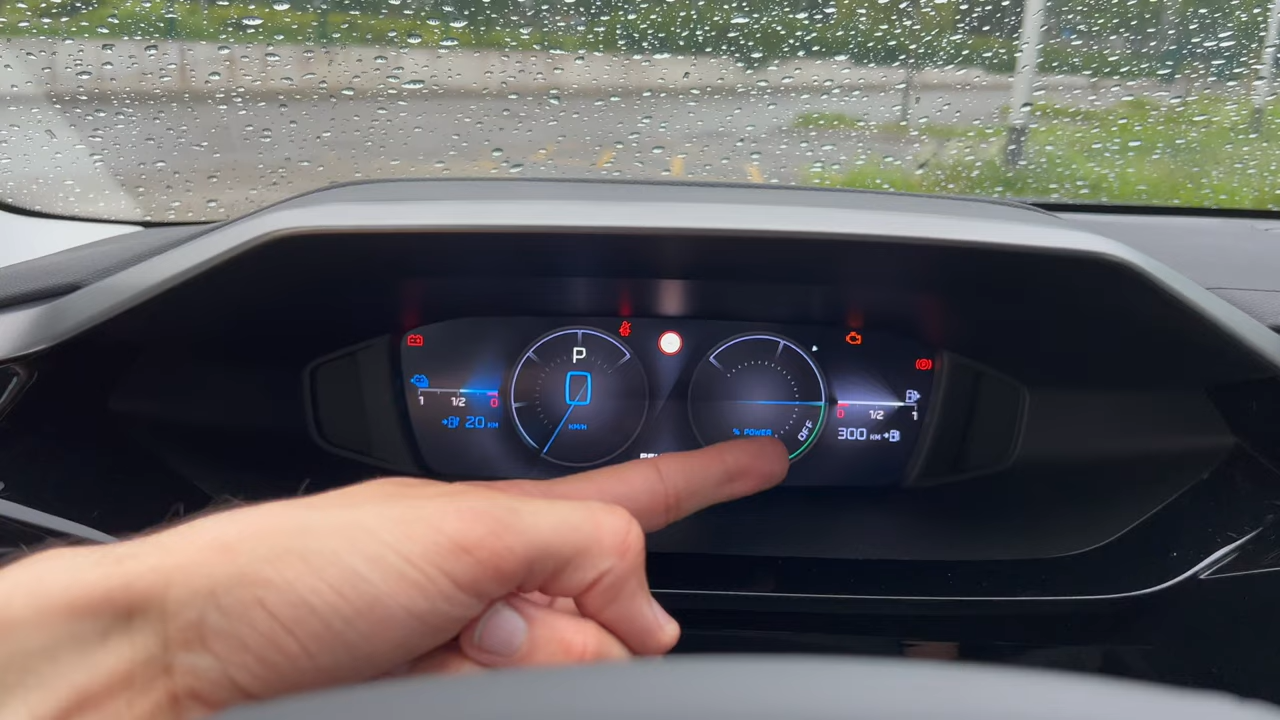 P
0
KM/H
1 1/2 0
20 KM
% POWER
OFF
0 1/2 1
300 KM